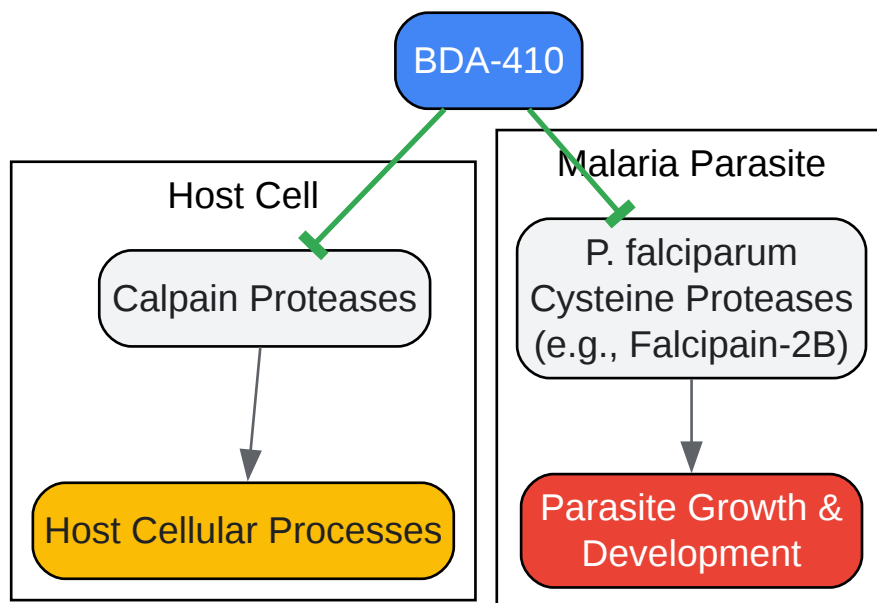 BDA-410
Host Cell
Calpain Proteases
Host Cellular Processes
Malaria Parasite
P. falciparum
Cysteine Proteases
(e.g., Falcipain-2B)
Parasite Growth &
Development